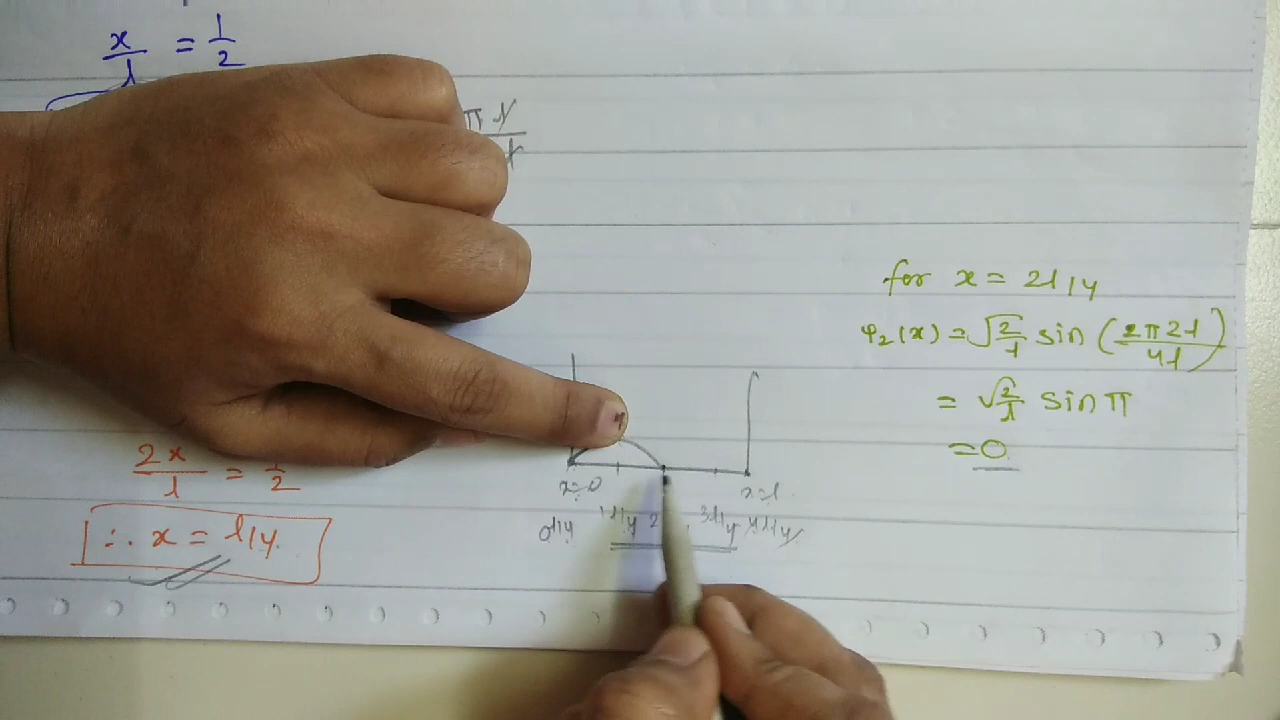 x/l = 1/2
π
for x = 2l/4
φ₂(x) = √2/l sin (2π2l/4l)
= √2/l sin π
= 0
2x/l = 1/2
∴ x = l/4
x=0 x=l
0l/4 1l/4 2 3l/4 4l/4